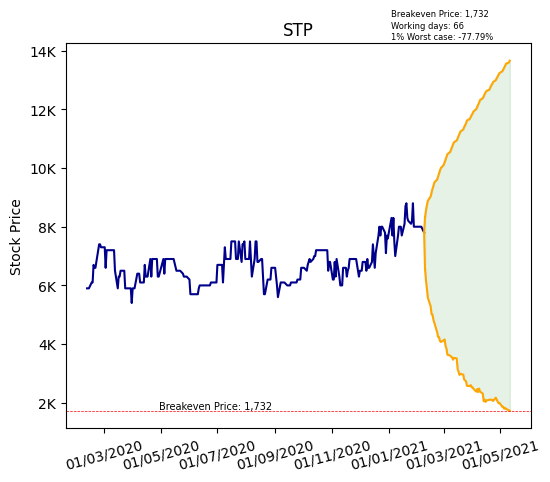 Breakeven Price: 1,732
Working days: 66
1% Worst case: -77.79%
STP
Stock Price
14K
12K
10K
8K
6K
4K
2K
Breakeven Price: 1,732
01/03/2020
01/05/2020
01/07/2020
01/09/2020
01/11/2020
01/01/2021
01/03/2021
01/05/2021